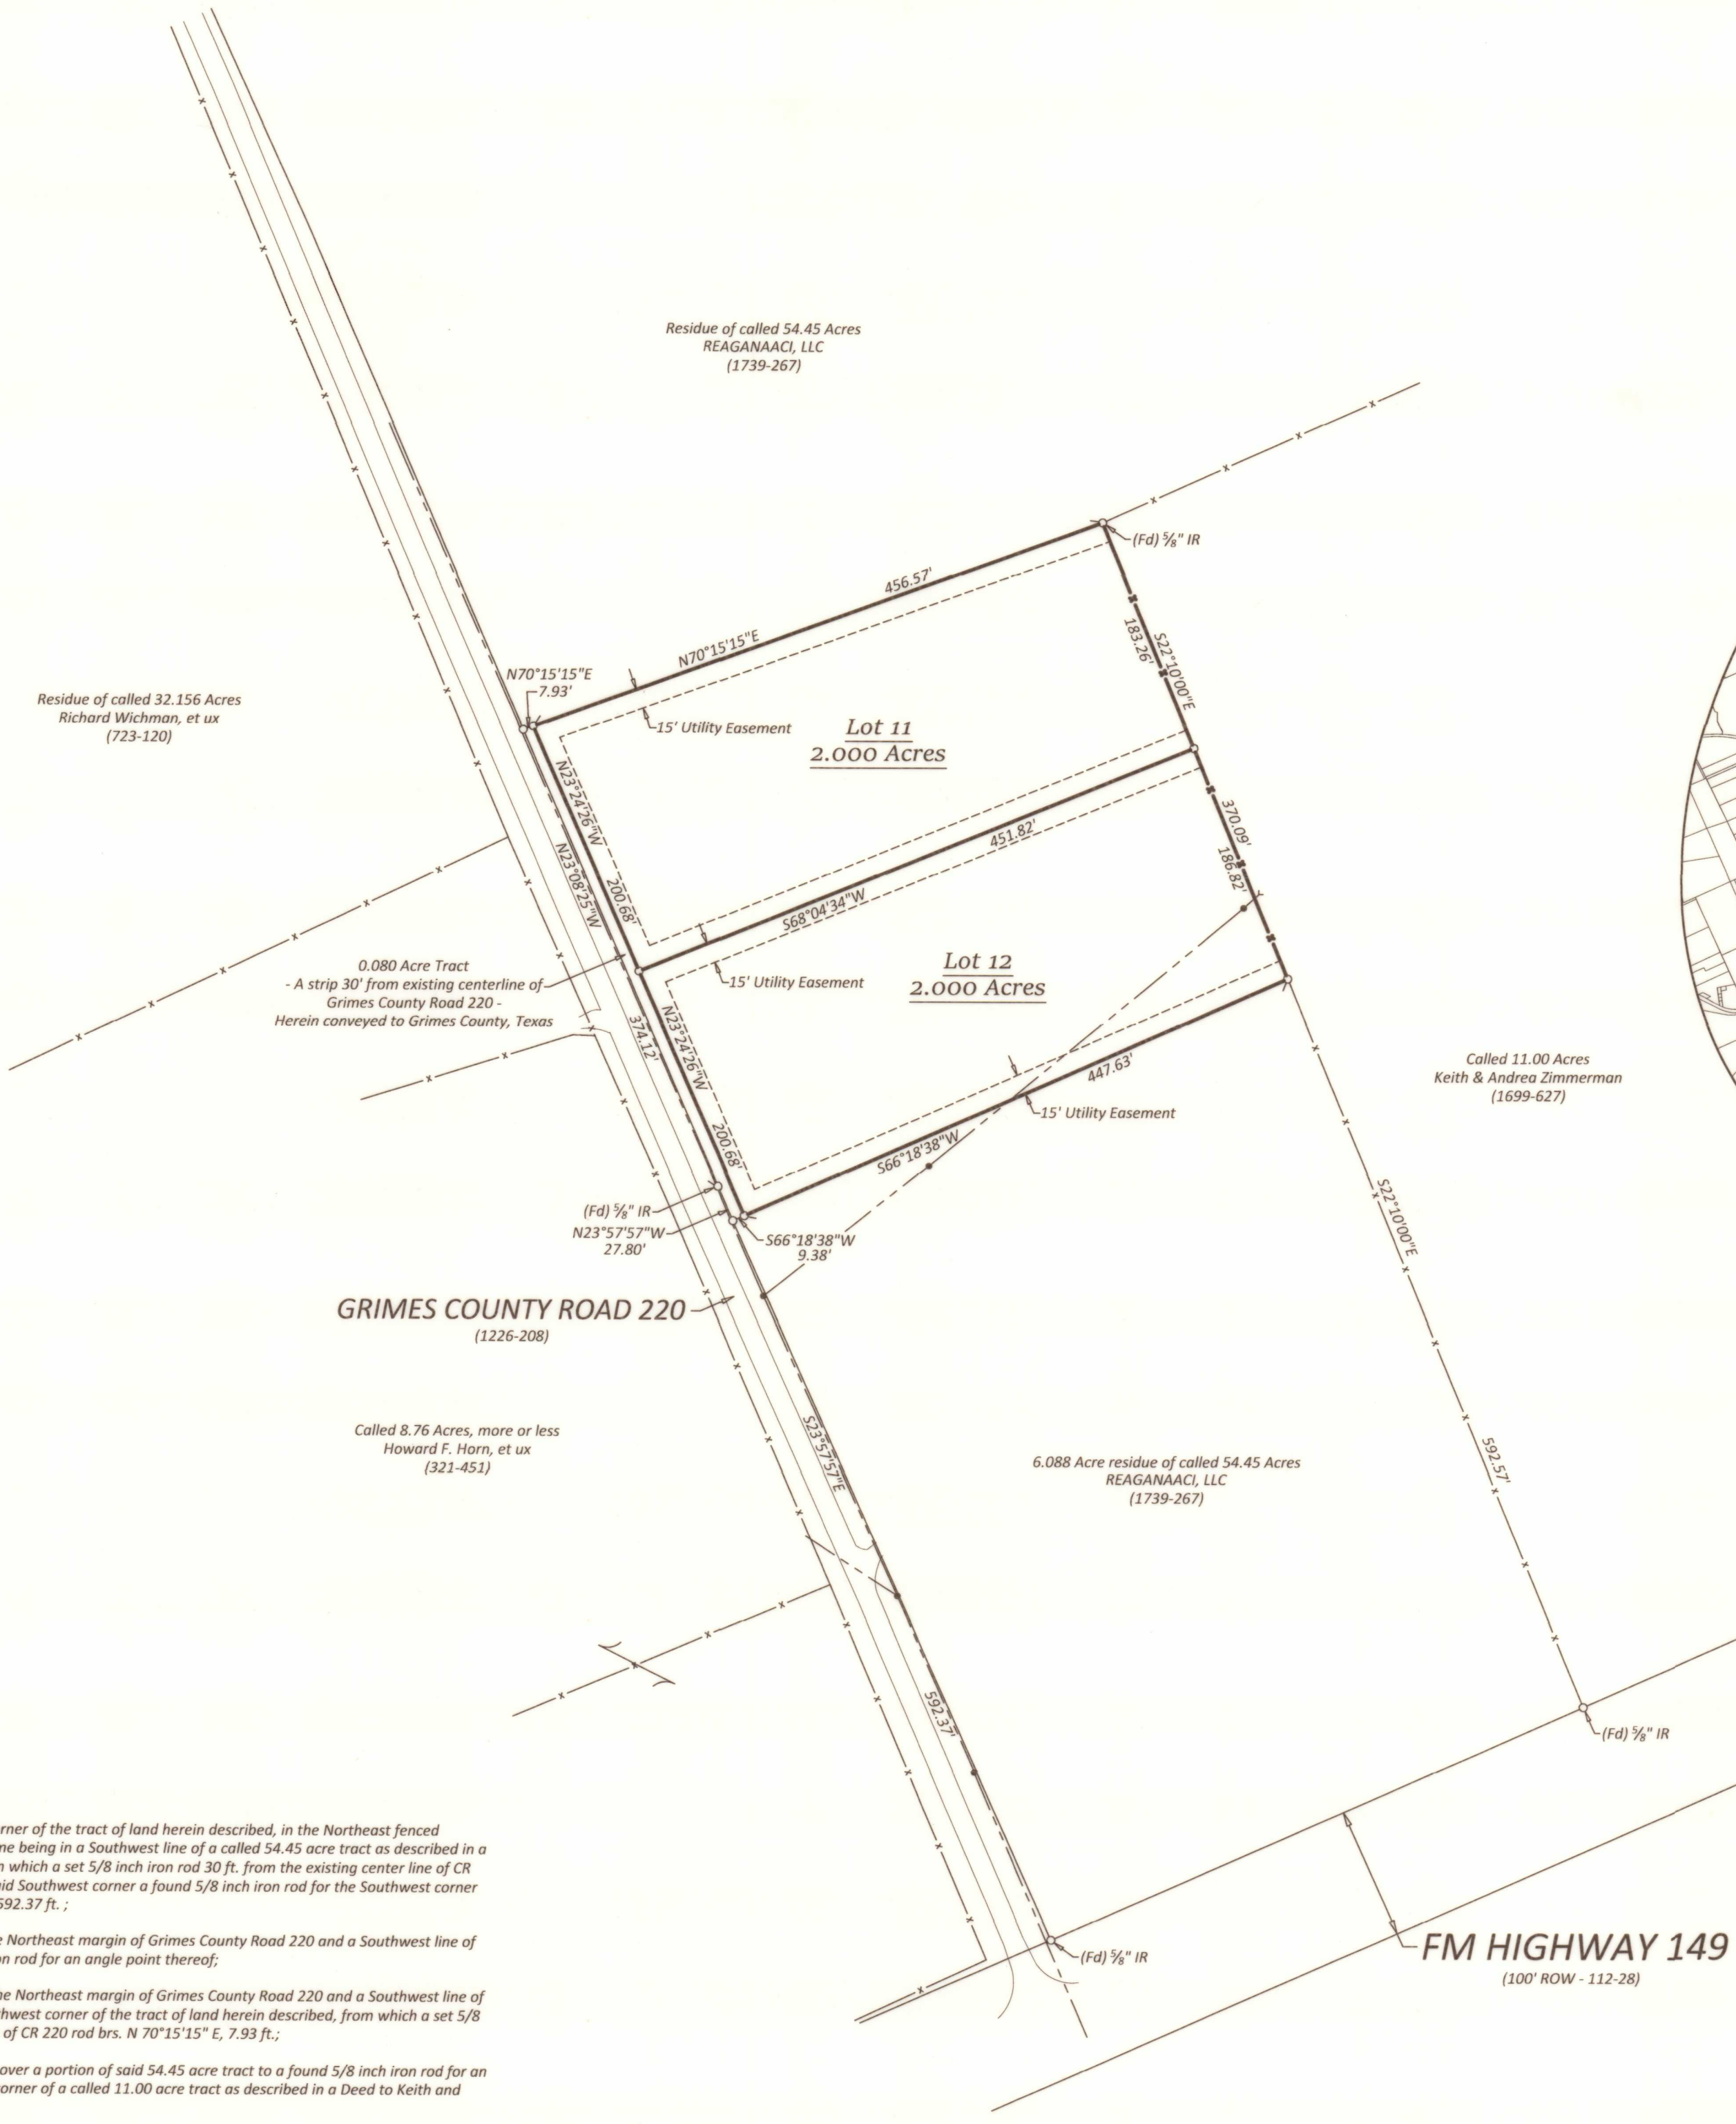 Residue of called 54.45 Acres
REAGANAACI, LLC
(1739-267)
(Fd) ⅝" IR
456.57'
N70°15'15"E
183.26'
S22°10'00"E
N70°15'15"E
7.93'
Residue of called 32.156 Acres
Richard Wichman, et ux
(723-120)
15' Utility Easement
Lot 11
2.000 Acres
N23°24'26"W
200.68'
N23°08'25"W
374.12'
451.82'
S68°04'34"W
370.09'
186.82'
0.080 Acre Tract
- A strip 30' from existing centerline of
Grimes County Road 220 -
Herein conveyed to Grimes County, Texas
15' Utility Easement
Lot 12
2.000 Acres
N23°24'26"W
200.68'
447.63'
S66°18'38"W
15' Utility Easement
Called 11.00 Acres
Keith & Andrea Zimmerman
(1699-627)
(Fd) ⅝" IR
N23°57'57"W
27.80'
S66°18'38"W
9.38'
S22°10'00"E
592.57'
GRIMES COUNTY ROAD 220
(1226-208)
Called 8.76 Acres, more or less
Howard F. Horn, et ux
(321-451)
S23°57'57"E
592.37'
6.088 Acre residue of called 54.45 Acres
REAGANAACI, LLC
(1739-267)
(Fd) ⅝" IR
(Fd) ⅝" IR
FM HIGHWAY 149
(100' ROW - 112-28)
rner of the tract of land herein described, in the Northeast fenced
ne being in a Southwest line of a called 54.45 acre tract as described in a
n which a set 5/8 inch iron rod 30 ft. from the existing center line of CR
id Southwest corner a found 5/8 inch iron rod for the Southwest corner
592.37 ft. ;
e Northeast margin of Grimes County Road 220 and a Southwest line of
on rod for an angle point thereof;
he Northeast margin of Grimes County Road 220 and a Southwest line of
thwest corner of the tract of land herein described, from which a set 5/8
of CR 220 rod brs. N 70°15'15" E, 7.93 ft.;
over a portion of said 54.45 acre tract to a found 5/8 inch iron rod for an
orner of a called 11.00 acre tract as described in a Deed to Keith and